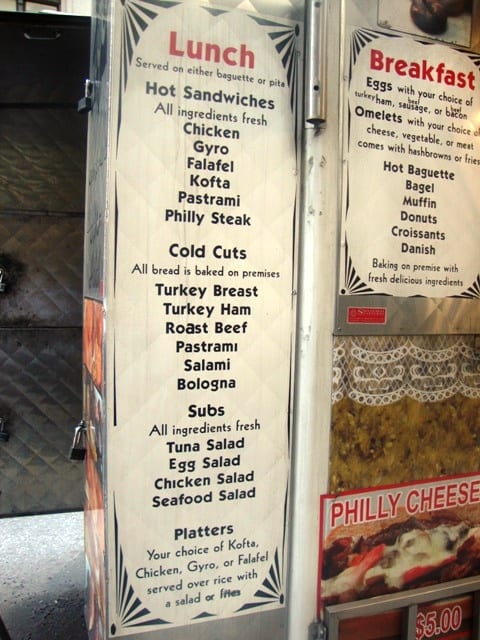 Lunch
Served on either baguette or pita
Hot Sandwiches
All ingredients fresh
Chicken
Gyro
Falafel
Kofta
Pastrami
Philly Steak
Cold Cuts
All bread is baked on premises
Turkey Breast
Turkey Ham
Roast Beef
Pastrami
Salami
Bologna
Subs
All ingredients fresh
Tuna Salad
Egg Salad
Chicken Salad
Seafood Salad
Platters
Your choice of Kofta,
Chicken, Gyro, or Falafel
served over rice with
a salad or fries
Breakfast
Eggs with your choice of
turkey ham, beef sausage, or beef bacon
Omelets with your choice of
cheese, vegetable, or meat
comes with hashbrowns or fries
Hot Baguette
Bagel
Muffin
Donuts
Croissants
Danish
Baking on premise with
fresh delicious ingredients
PHILLY CHEESE
$5.00